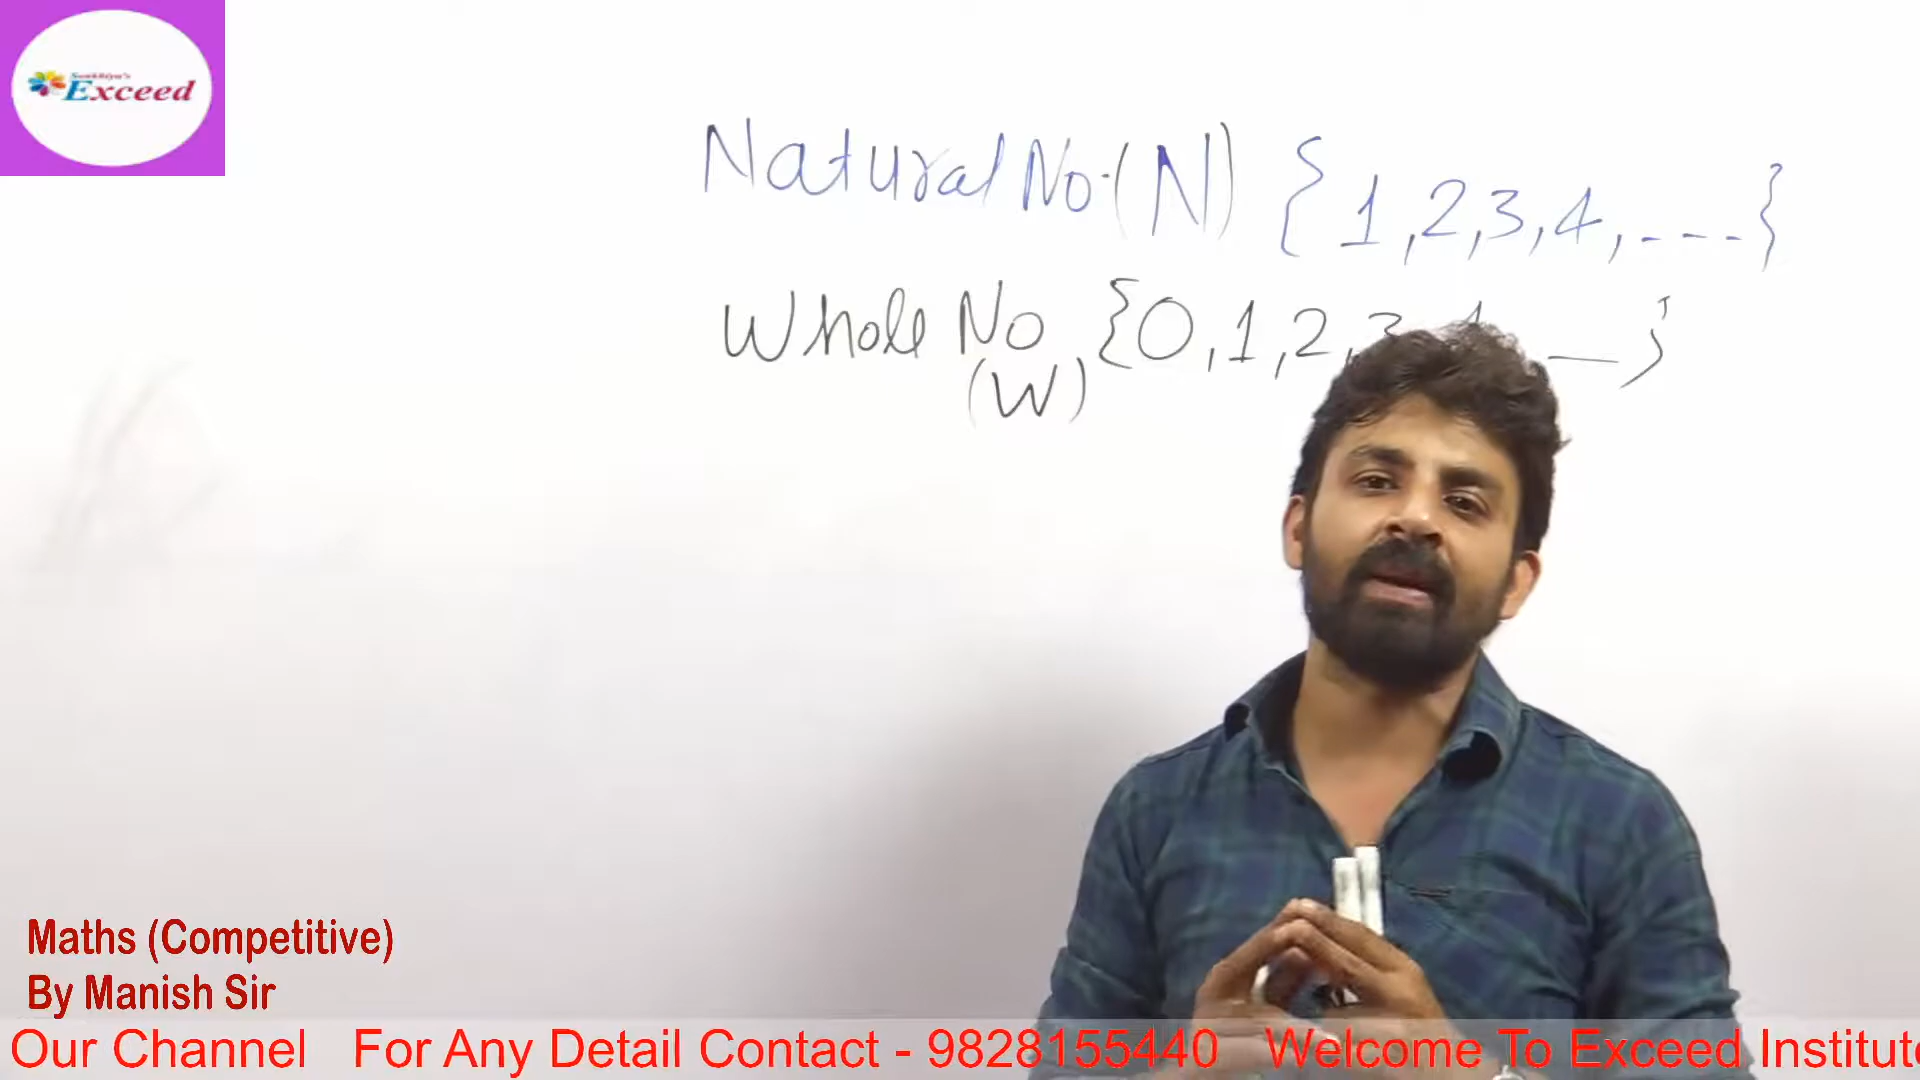 Exceed
Natural No.(N) {1,2,3,4,---}
Whole No {0,1,2,3,4,—}
(W)
Maths (Competitive)
By Manish Sir
Our Channel For Any Detail Contact - 9828155440 Welcome To Exceed Institute